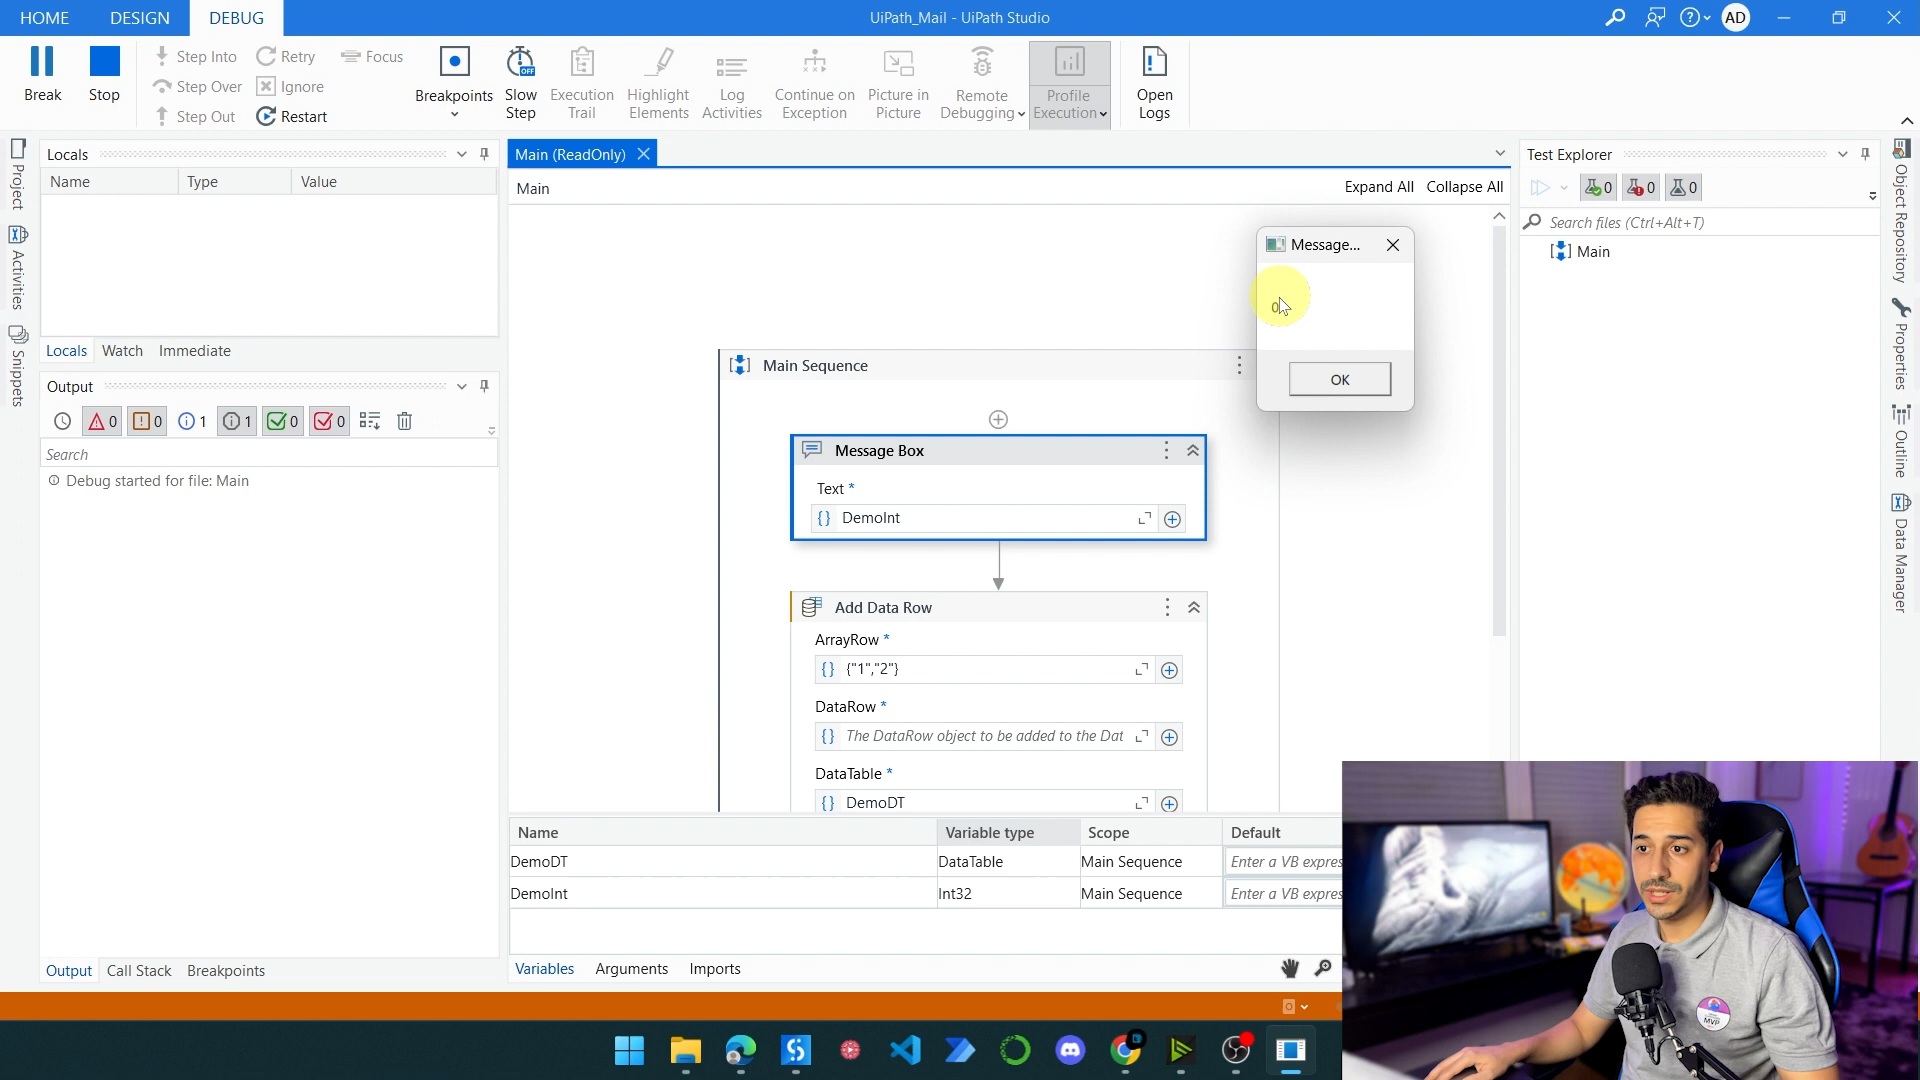 HOME
DESIGN
DEBUG
UiPath_Mail - UiPath Studio
AD
Break
Stop
Step Into
Step Over
Step Out
Retry
Ignore
Restart
Focus
Breakpoints
OFF
Slow
Step
Execution
Trail
Highlight
Elements
Log
Activities
Continue on
Exception
Picture in
Picture
Remote
Debugging
Profile
Execution
Open
Logs
Project
Activities
Snippets
Locals
Name
Type
Value
Locals
Watch
Immediate
Output
0
0
1
1
0
0
Search
Debug started for file: Main
Output
Call Stack
Breakpoints
Main (ReadOnly)
Main
Expand All
Collapse All
Main Sequence
Message Box
Text *
DemoInt
Add Data Row
ArrayRow *
{"1","2"}
DataRow *
The DataRow object to be added to the Dat
DataTable *
DemoDT
Message...
0
OK
Name
Variable type
Scope
Default
DemoDT
DataTable
Main Sequence
Enter a VB expres
DemoInt
Int32
Main Sequence
Enter a VB expres
Variables
Arguments
Imports
Test Explorer
0
0
0
Search files (Ctrl+Alt+T)
Main
Object Repository
Properties
Outline
Data Manager
MVP